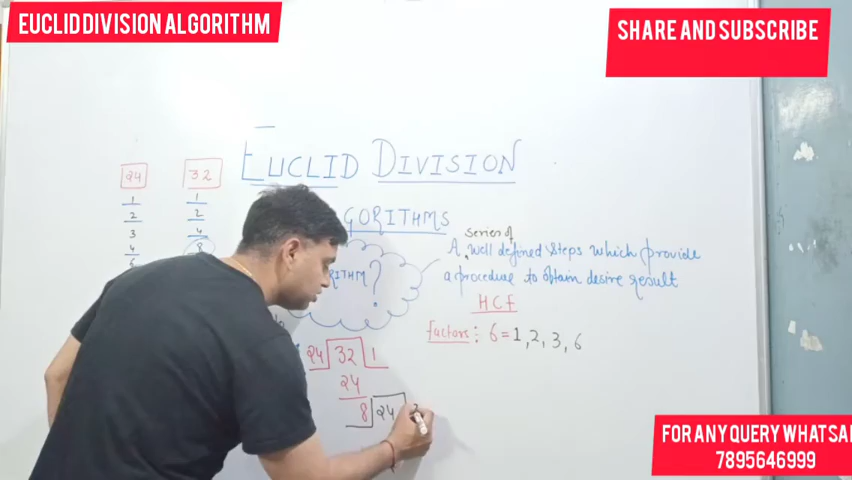 EUCLID DIVISION ALGORITHM
SHARE AND SUBSCRIBE
EUCLID DIVISION
24 32
1 1
2 2
3 4
4 8
GORITHMS
series of
A well defined steps which provide
a procedure to obtain desire result
RITHM?
HCF
factors: 6 = 1, 2, 3, 6
24 32 1
24
8 24
FOR ANY QUERY WHATSA
7895646999